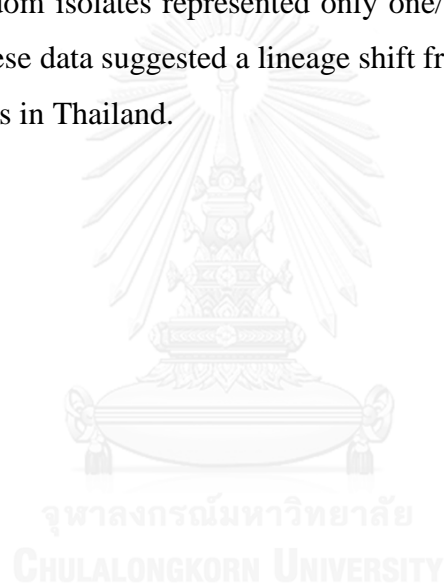 dom isolates represented only one/
ese data suggested a lineage shift fr
s in Thailand.
จุฬาลงกรณ์มหาวิทยาลัย
CHULALONGKORN UNIVERSITY